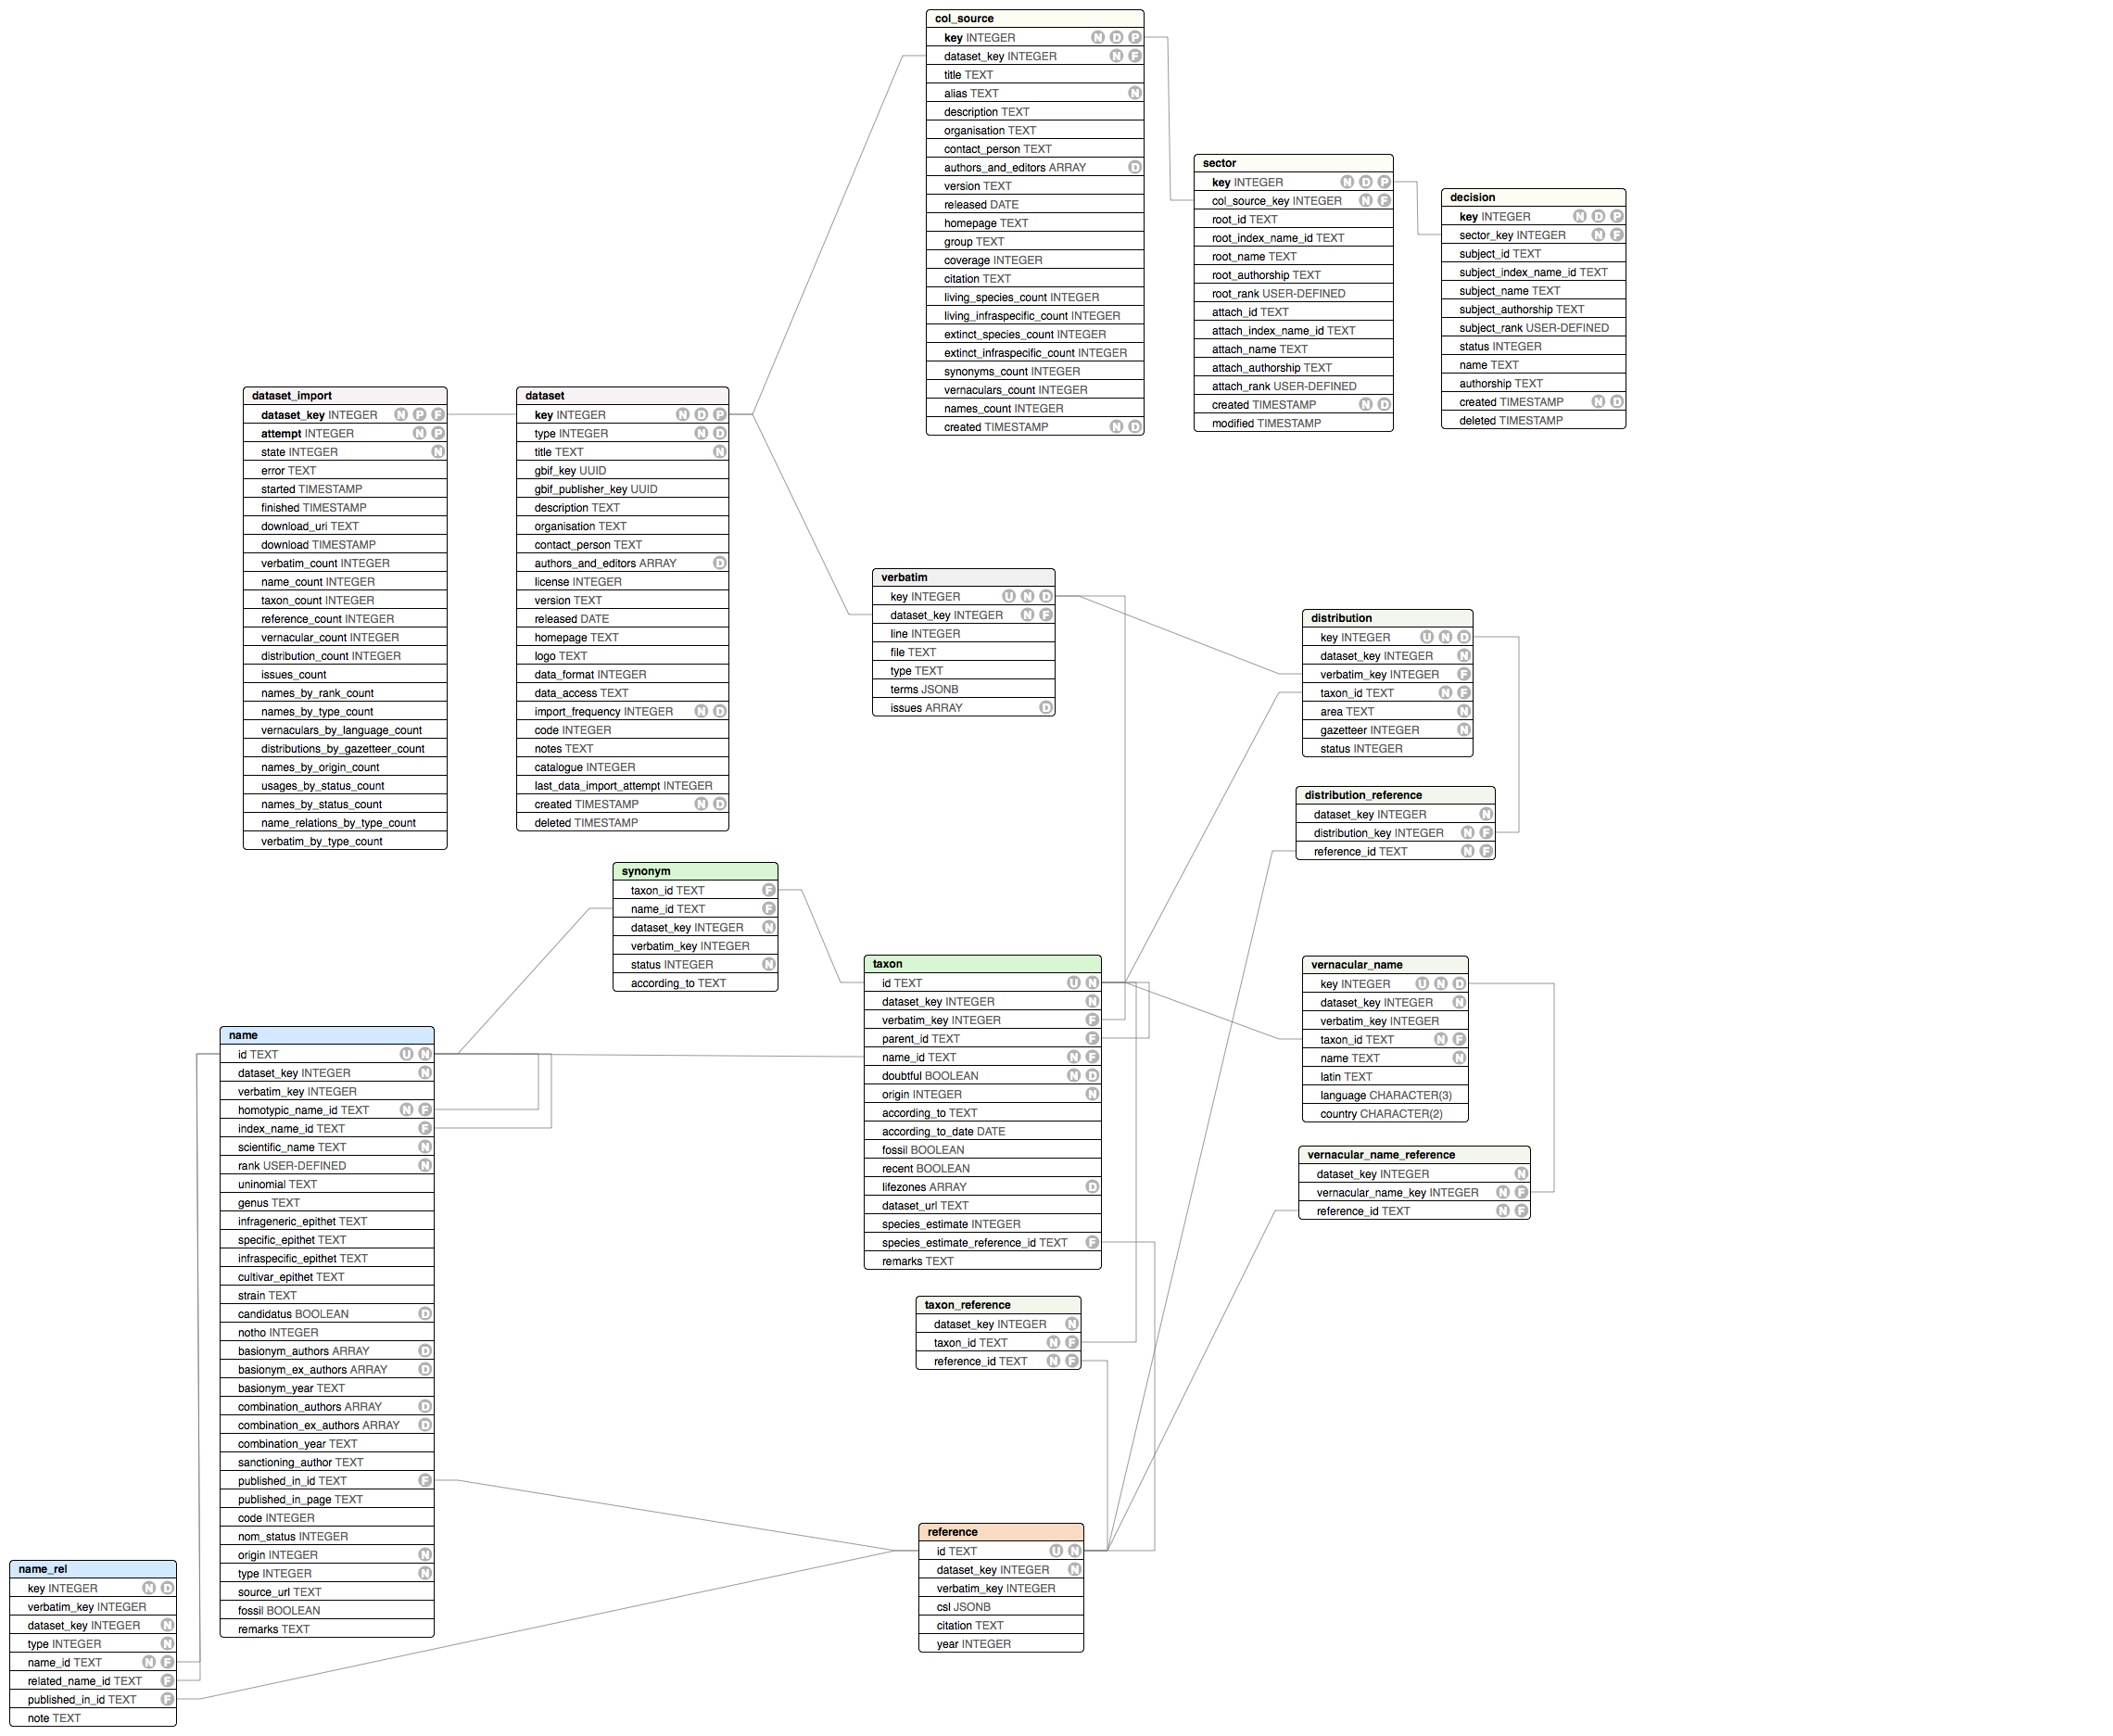 col_source
key INTEGER N D P
dataset_key INTEGER N F
title TEXT
alias TEXT N
description TEXT
organisation TEXT
contact_person TEXT
authors_and_editors ARRAY D
version TEXT
released DATE
homepage TEXT
group TEXT
coverage INTEGER
citation TEXT
living_species_count INTEGER
living_infraspecific_count INTEGER
extinct_species_count INTEGER
extinct_infraspecific_count INTEGER
synonyms_count INTEGER
vernaculars_count INTEGER
names_count INTEGER
created TIMESTAMP N D
sector
key INTEGER N D P
col_source_key INTEGER N F
root_id TEXT
root_index_name_id TEXT
root_name TEXT
root_authorship TEXT
root_rank USER-DEFINED
attach_id TEXT
attach_index_name_id TEXT
attach_name TEXT
attach_authorship TEXT
attach_rank USER-DEFINED
created TIMESTAMP N D
modified TIMESTAMP
decision
key INTEGER N D P
sector_key INTEGER N F
subject_id TEXT
subject_index_name_id TEXT
subject_name TEXT
subject_authorship TEXT
subject_rank USER-DEFINED
status INTEGER
name TEXT
authorship TEXT
created TIMESTAMP N D
deleted TIMESTAMP
dataset_import
dataset_key INTEGER N P F
attempt INTEGER N P
state INTEGER N
error TEXT
started TIMESTAMP
finished TIMESTAMP
download_uri TEXT
download TIMESTAMP
verbatim_count INTEGER
name_count INTEGER
taxon_count INTEGER
reference_count INTEGER
vernacular_count INTEGER
distribution_count INTEGER
issues_count
names_by_rank_count
names_by_type_count
vernaculars_by_language_count
distributions_by_gazetteer_count
names_by_origin_count
usages_by_status_count
names_by_status_count
name_relations_by_type_count
verbatim_by_type_count
dataset
key INTEGER N D P
type INTEGER N D
title TEXT N
gbif_key UUID
gbif_publisher_key UUID
description TEXT
organisation TEXT
contact_person TEXT
authors_and_editors ARRAY D
license INTEGER
version TEXT
released DATE
homepage TEXT
logo TEXT
data_format INTEGER
data_access TEXT
import_frequency INTEGER N D
code INTEGER
notes TEXT
catalogue INTEGER
last_data_import_attempt INTEGER
created TIMESTAMP N D
deleted TIMESTAMP
verbatim
key INTEGER U N D
dataset_key INTEGER N F
line INTEGER
file TEXT
type TEXT
terms JSONB
issues ARRAY D
distribution
key INTEGER U N D
dataset_key INTEGER N
verbatim_key INTEGER F
taxon_id TEXT N F
area TEXT N
gazetteer INTEGER N
status INTEGER
distribution_reference
dataset_key INTEGER N
distribution_key INTEGER N F
reference_id TEXT N F
synonym
taxon_id TEXT F
name_id TEXT F
dataset_key INTEGER N
verbatim_key INTEGER
status INTEGER N
according_to TEXT
taxon
id TEXT U N
dataset_key INTEGER N
verbatim_key INTEGER F
parent_id TEXT F
name_id TEXT N F
doubtful BOOLEAN N D
origin INTEGER N
according_to TEXT
according_to_date DATE
fossil BOOLEAN
recent BOOLEAN
lifezones ARRAY D
dataset_url TEXT
species_estimate INTEGER
species_estimate_reference_id TEXT F
remarks TEXT
vernacular_name
key INTEGER U N D
dataset_key INTEGER N
verbatim_key INTEGER
taxon_id TEXT N F
name TEXT N
latin TEXT
language CHARACTER(3)
country CHARACTER(2)
vernacular_name_reference
dataset_key INTEGER N
vernacular_name_key INTEGER N F
reference_id TEXT N F
name
id TEXT U N
dataset_key INTEGER N
verbatim_key INTEGER
homotypic_name_id TEXT N F
index_name_id TEXT F
scientific_name TEXT N
rank USER-DEFINED N
uninomial TEXT
genus TEXT
infrageneric_epithet TEXT
specific_epithet TEXT
infraspecific_epithet TEXT
cultivar_epithet TEXT
strain TEXT
candidatus BOOLEAN D
notho INTEGER
basionym_authors ARRAY D
basionym_ex_authors ARRAY D
basionym_year TEXT
combination_authors ARRAY D
combination_ex_authors ARRAY D
combination_year TEXT
sanctioning_author TEXT
published_in_id TEXT F
published_in_page TEXT
code INTEGER
nom_status INTEGER
origin INTEGER N
type INTEGER N
source_url TEXT
fossil BOOLEAN
remarks TEXT
taxon_reference
dataset_key INTEGER N
taxon_id TEXT N F
reference_id TEXT N F
reference
id TEXT U N
dataset_key INTEGER N
verbatim_key INTEGER
csl JSONB
citation TEXT
year INTEGER
name_rel
key INTEGER N D
verbatim_key INTEGER
dataset_key INTEGER N
type INTEGER N
name_id TEXT N F
related_name_id TEXT F
published_in_id TEXT F
note TEXT